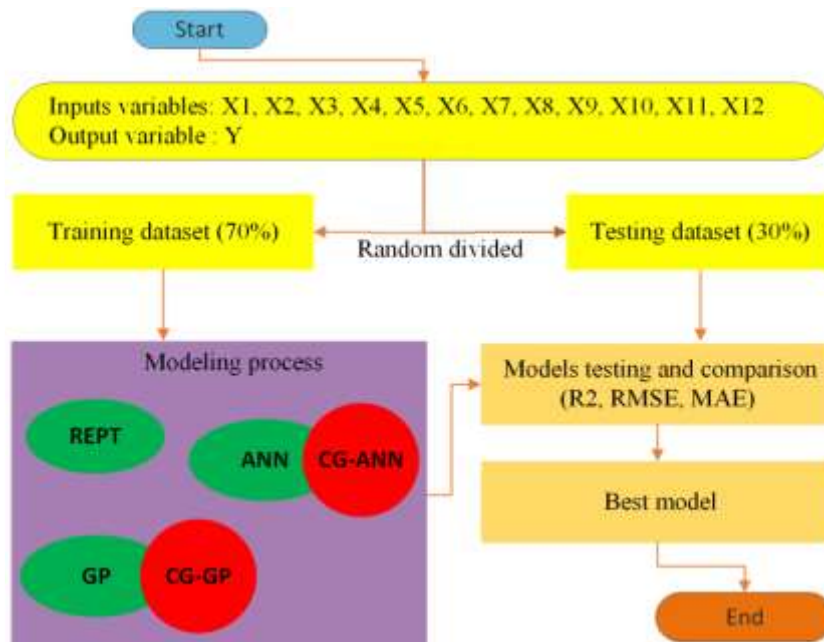 Start
Inputs variables: X1, X2, X3, X4, X5, X6, X7, X8, X9, X10, X11, X12
Output variable : Y
Training dataset (70%)
Random divided
Testing dataset (30%)
Modeling process
REPT
ANN
CG-ANN
GP
CG-GP
Models testing and comparison
(R2, RMSE, MAE)
Best model
End